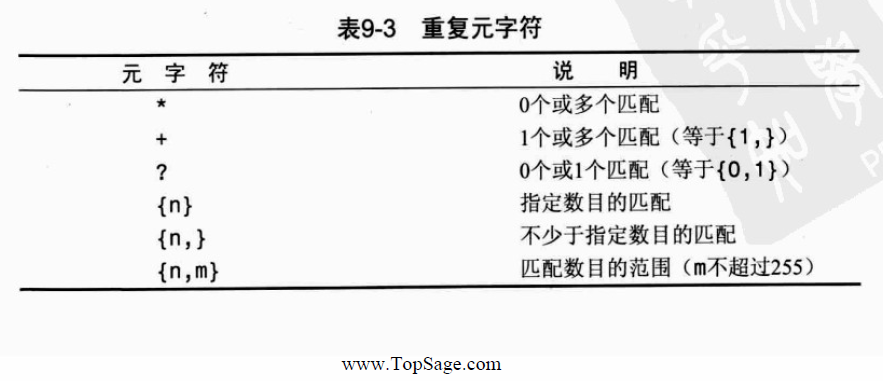 表9-3 重复元字符
元 字 符 说 明
* 0个或多个匹配
+ 1个或多个匹配（等于{1,}）
? 0个或1个匹配（等于{0,1}）
{n} 指定数目的匹配
{n,} 不少于指定数目的匹配
{n,m} 匹配数目的范围（m不超过255）
www.TopSage.com